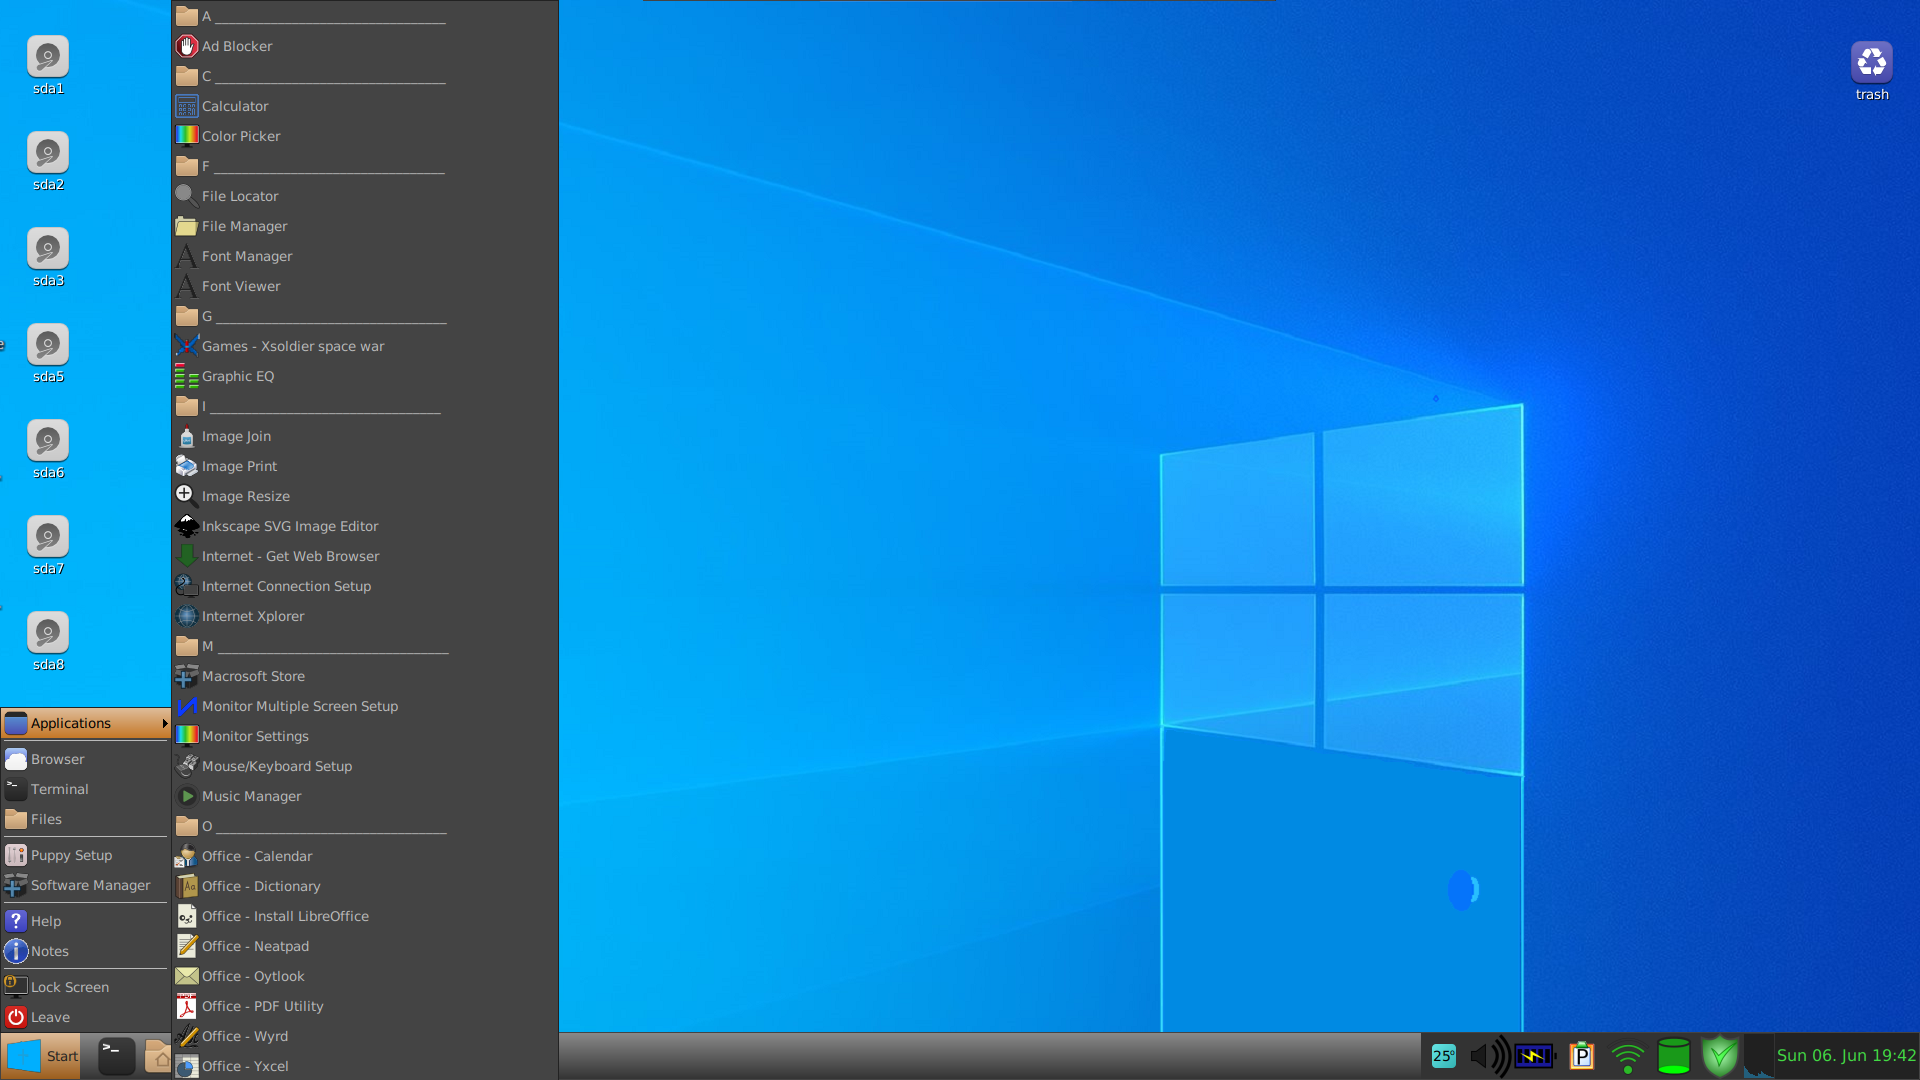 sda1
sda2
sda3
sda5
sda6
sda7
sda8
trash
Applications
Browser
Terminal
Files
Puppy Setup
Software Manager
Help
Notes
Lock Screen
Leave
A
Ad Blocker
C
Calculator
Color Picker
F
File Locator
File Manager
Font Manager
Font Viewer
G
Games - Xsoldier space war
Graphic EQ
I
Image Join
Image Print
Image Resize
Inkscape SVG Image Editor
Internet - Get Web Browser
Internet Connection Setup
Internet Xplorer
M
Macrosoft Store
Monitor Multiple Screen Setup
Monitor Settings
Mouse/Keyboard Setup
Music Manager
O
Office - Calendar
Office - Dictionary
Office - Install LibreOffice
Office - Neatpad
Office - Oytlook
Office - PDF Utility
Office - Wyrd
Office - Yxcel
Start
25°
P
Sun 06. Jun 19:42